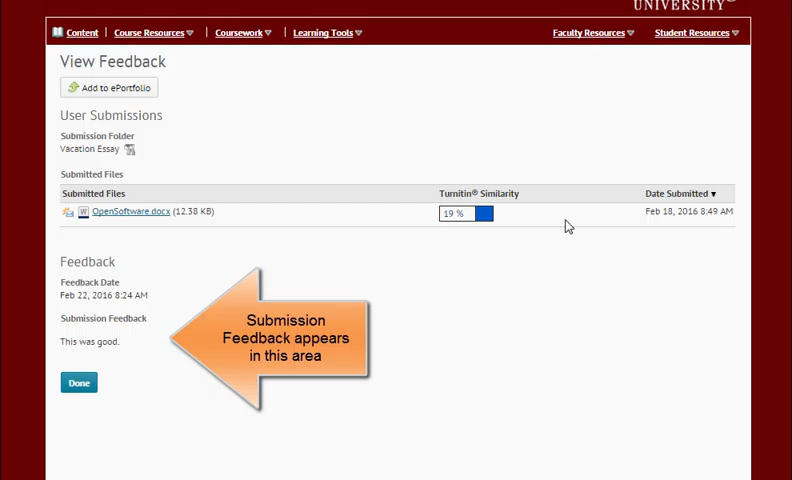 UNIVERSITY
Content Course Resources Coursework Learning Tools Faculty Resources Student Resources
View Feedback
Add to ePortfolio
User Submissions
Submission Folder
Vacation Essay
Submitted Files
Submitted Files Turnitin® Similarity Date Submitted ▼
OpenSoftware.docx (12.38 KB) 19 % Feb 18, 2016 8:49 AM
Feedback
Feedback Date
Feb 22, 2016 8:24 AM
Submission Feedback
This was good.
Submission
Feedback appears
in this area
Done